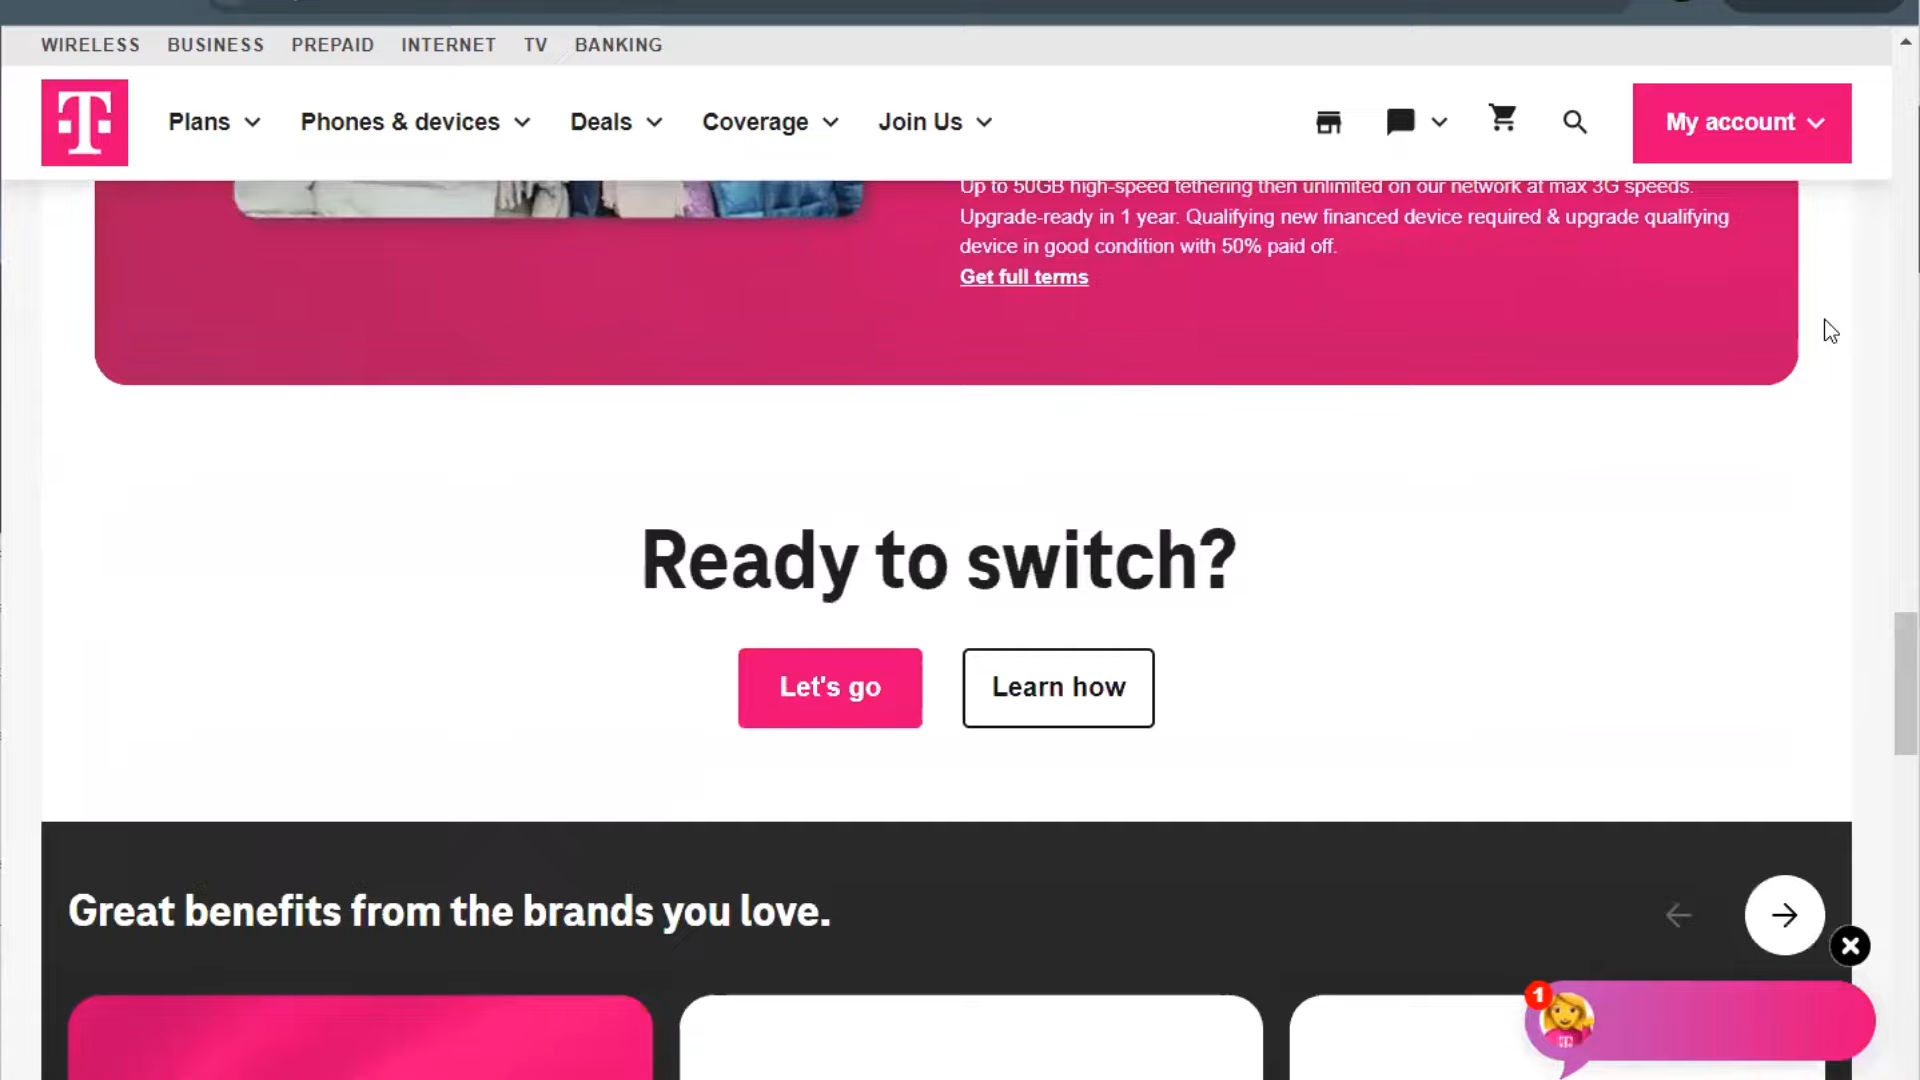 WIRELESS BUSINESS PREPAID INTERNET TV BANKING
T
Plans Phones & devices Deals Coverage Join Us My account
Up to 50GB high-speed tethering then unlimited on our network at max 3G speeds.
Upgrade-ready in 1 year. Qualifying new financed device required & upgrade qualifying
device in good condition with 50% paid off.
Get full terms
Ready to switch?
Let's go Learn how
Great benefits from the brands you love.
1
T